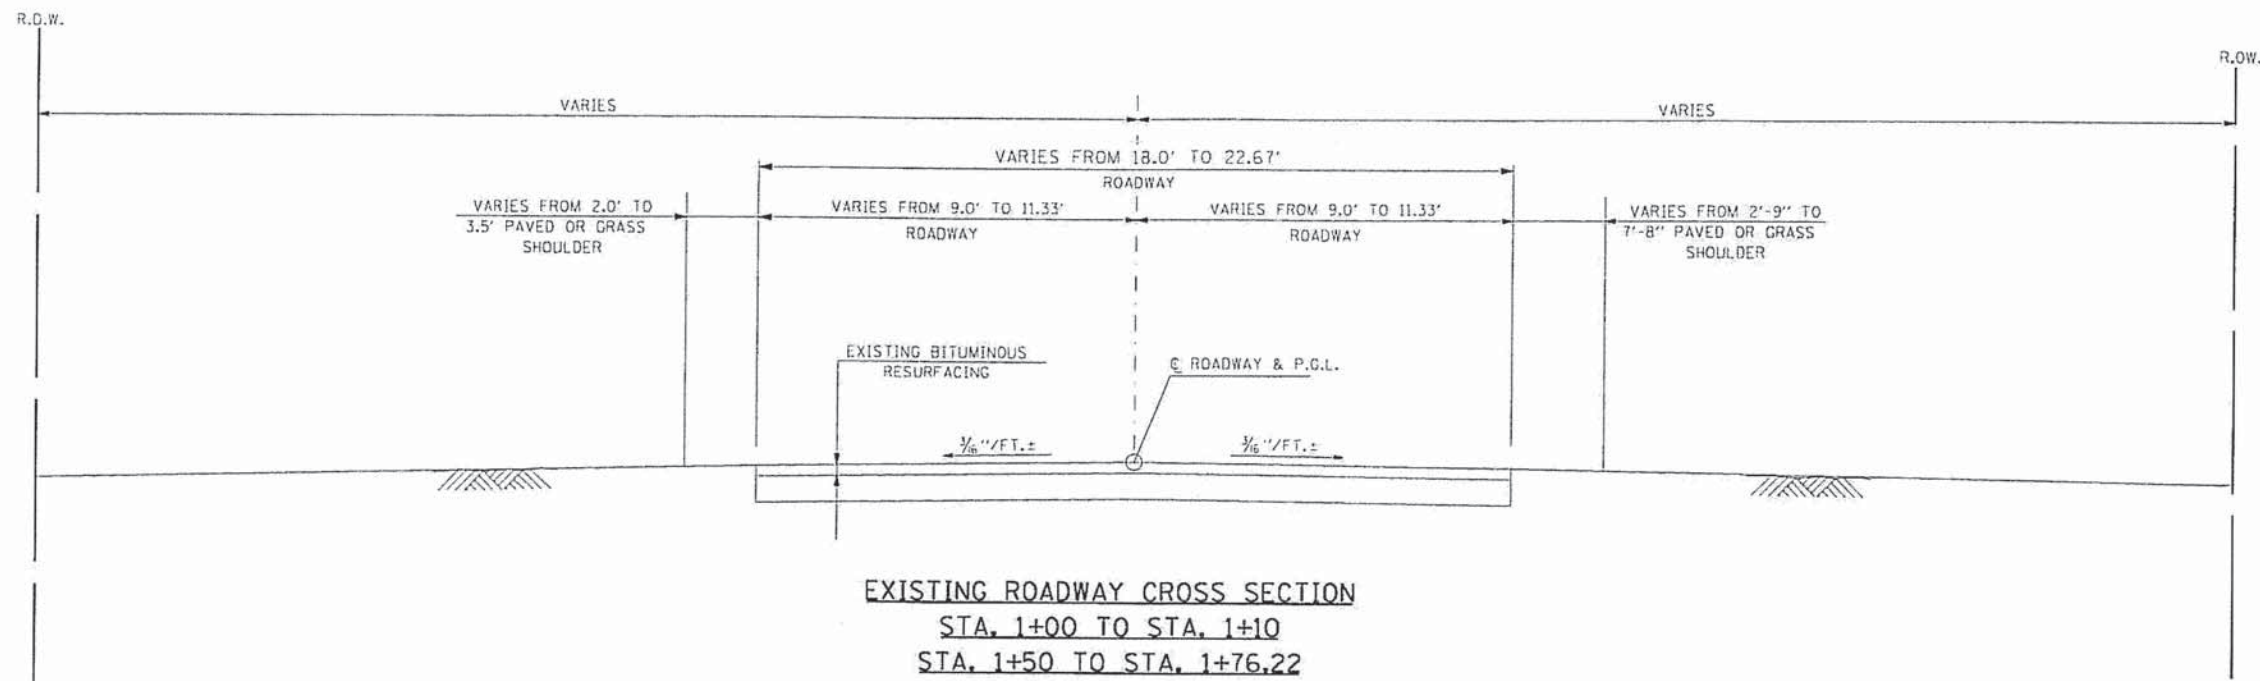 R.O.W.
R.OW.
VARIES
VARIES
VARIES FROM 18.0' TO 22.67'
ROADWAY
VARIES FROM 2.0' TO
3.5' PAVED OR GRASS
SHOULDER
VARIES FROM 9.0' TO 11.33'
ROADWAY
VARIES FROM 9.0' TO 11.33'
ROADWAY
VARIES FROM 2'-9" TO
7'-8" PAVED OR GRASS
SHOULDER
EXISTING BITUMINOUS
RESURFACING
℄ ROADWAY & P.G.L.
3/16"/FT.±
3/16"/FT.±
EXISTING ROADWAY CROSS SECTION
STA. 1+00 TO STA. 1+10
STA. 1+50 TO STA. 1+76.22